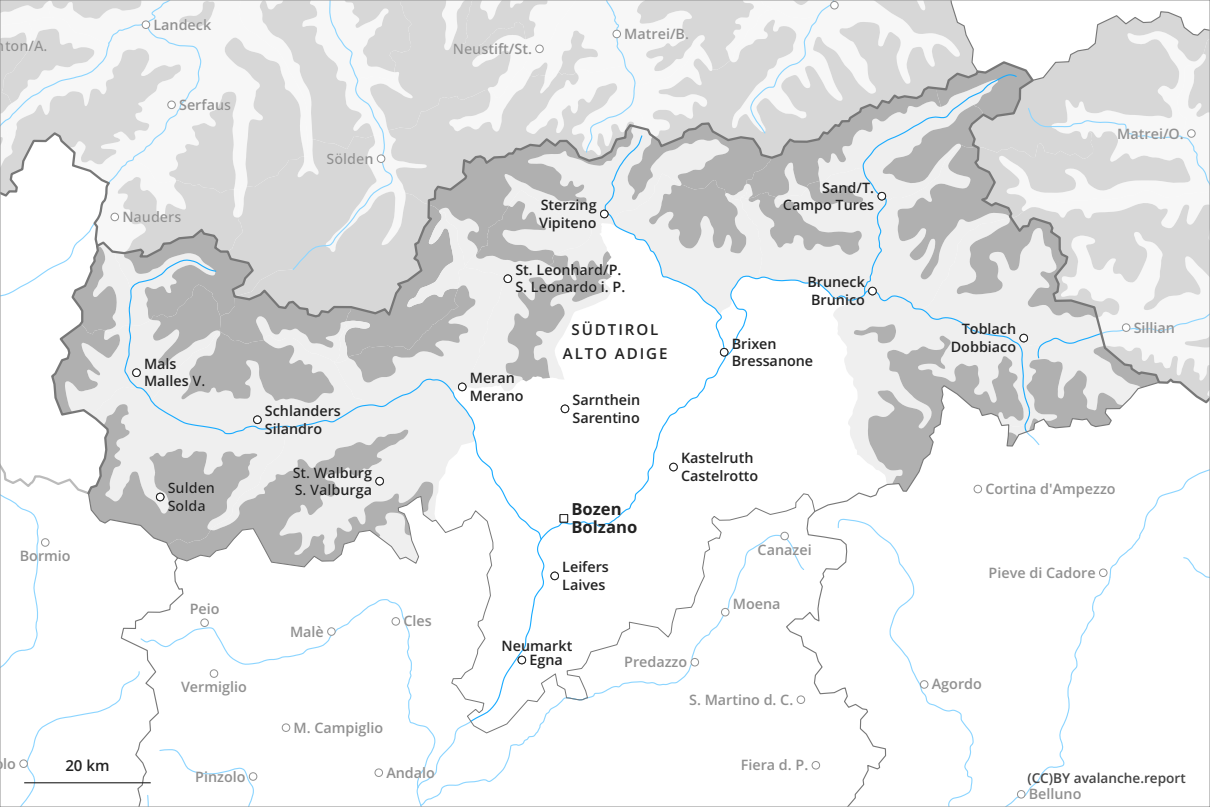 Landeck
nton/A.
Neustift/St.
Matrei/B.
Serfaus
Matrei/O.
Sölden
Sand/T.
Campo Tures
Nauders
Sterzing
Vipiteno
St. Leonhard/P.
S. Leonardo i. P.
Bruneck
Brunico
SÜDTIROL
ALTO ADIGE
Toblach
Dobbiaco
Sillian
Brixen
Bressanone
Mals
Malles V.
Meran
Merano
Sarnthein
Sarentino
Schlanders
Silandro
Kastelruth
Castelrotto
St. Walburg
S. Valburga
Sulden
Solda
Cortina d'Ampezzo
Bozen
Bolzano
Bormio
Canazei
Leifers
Laives
Pieve di Cadore
Peio
Moena
Malè
Cles
Neumarkt
Egna
Predazzo
Vermiglio
Agordo
S. Martino d. C.
M. Campiglio
olo
20 km
Pinzolo
Andalo
Fiera d. P.
(CC)BY avalanche.report
Belluno